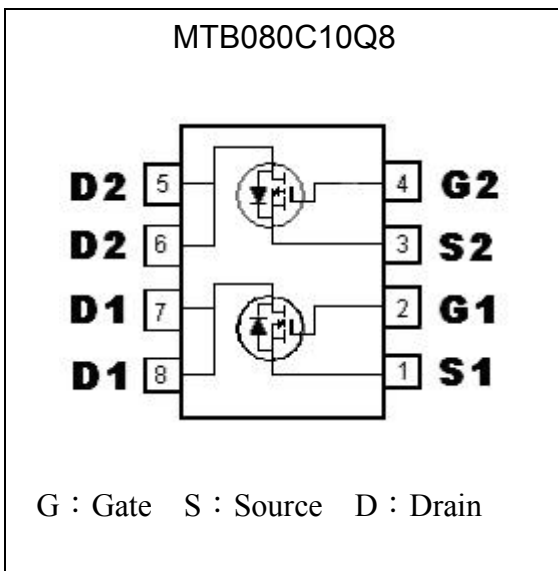 MTB080C10Q8
D2 5 4 G2
D2 6 3 S2
D1 7 2 G1
D1 8 1 S1
G：Gate S：Source D：Drain